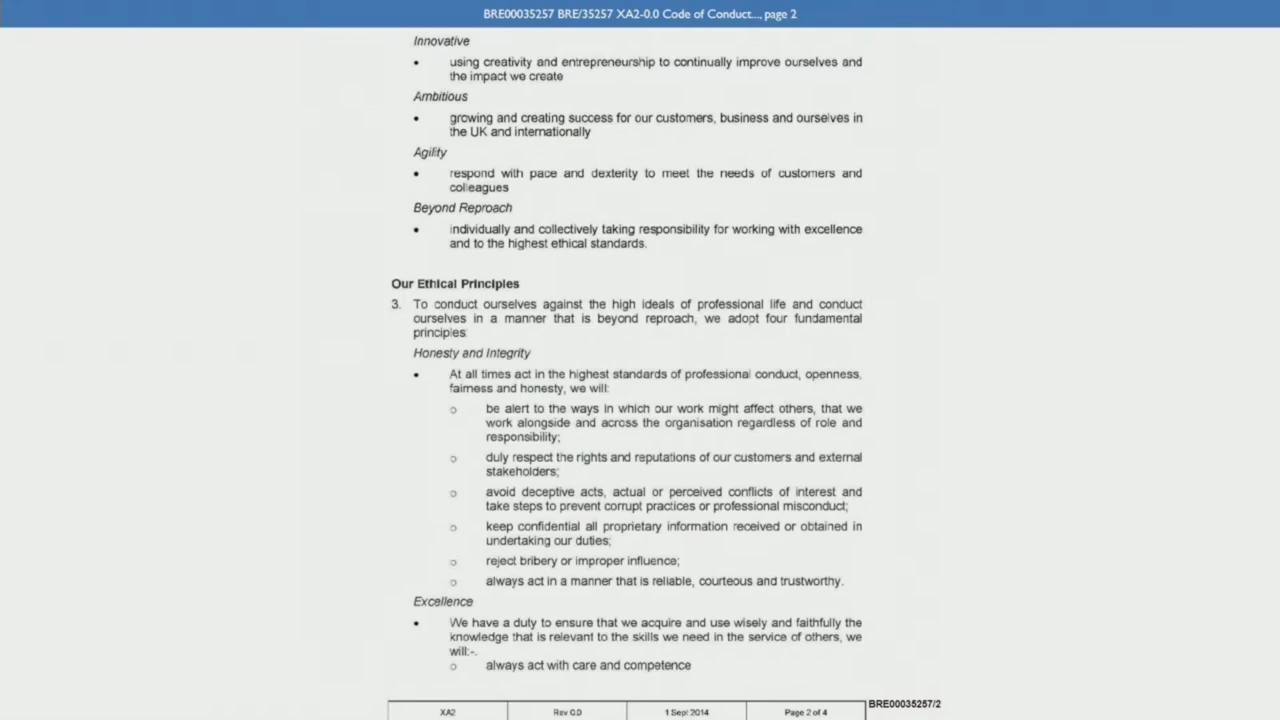 BRE00035257 BRE/35257 XA2-0.0 Code of Conduct..., page 2
Innovative
• using creativity and entrepreneurship to continually improve ourselves and
the impact we create
Ambitious
• growing and creating success for our customers, business and ourselves in
the UK and internationally
Agility
• respond with pace and dexterity to meet the needs of customers and
colleagues
Beyond Reproach
• individually and collectively taking responsibility for working with excellence
and to the highest ethical standards.
Our Ethical Principles
3. To conduct ourselves against the high ideals of professional life and conduct
ourselves in a manner that is beyond reproach, we adopt four fundamental
principles:
Honesty and Integrity
• At all times act in the highest standards of professional conduct, openness,
fairness and honesty, we will:
o be alert to the ways in which our work might affect others, that we
work alongside and across the organisation regardless of role and
responsibility;
o duly respect the rights and reputations of our customers and external
stakeholders;
o avoid deceptive acts, actual or perceived conflicts of interest and
take steps to prevent corrupt practices or professional misconduct;
o keep confidential all proprietary information received or obtained in
undertaking our duties;
o reject bribery or improper influence;
o always act in a manner that is reliable, courteous and trustworthy.
Excellence
• We have a duty to ensure that we acquire and use wisely and faithfully the
knowledge that is relevant to the skills we need in the service of others, we
will:-.
o always act with care and competence
XA2 Rev 0.0 1 Sept 2014 Page 2 of 4
BRE00035257/2